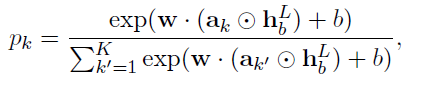 p_k = \frac{\exp(\mathbf{w} \cdot (\mathbf{a}_k \odot \mathbf{h}_b^L) + b)}{\sum_{k'=1}^{K} \exp(\mathbf{w} \cdot (\mathbf{a}_{k'} \odot \mathbf{h}_b^L) + b)},